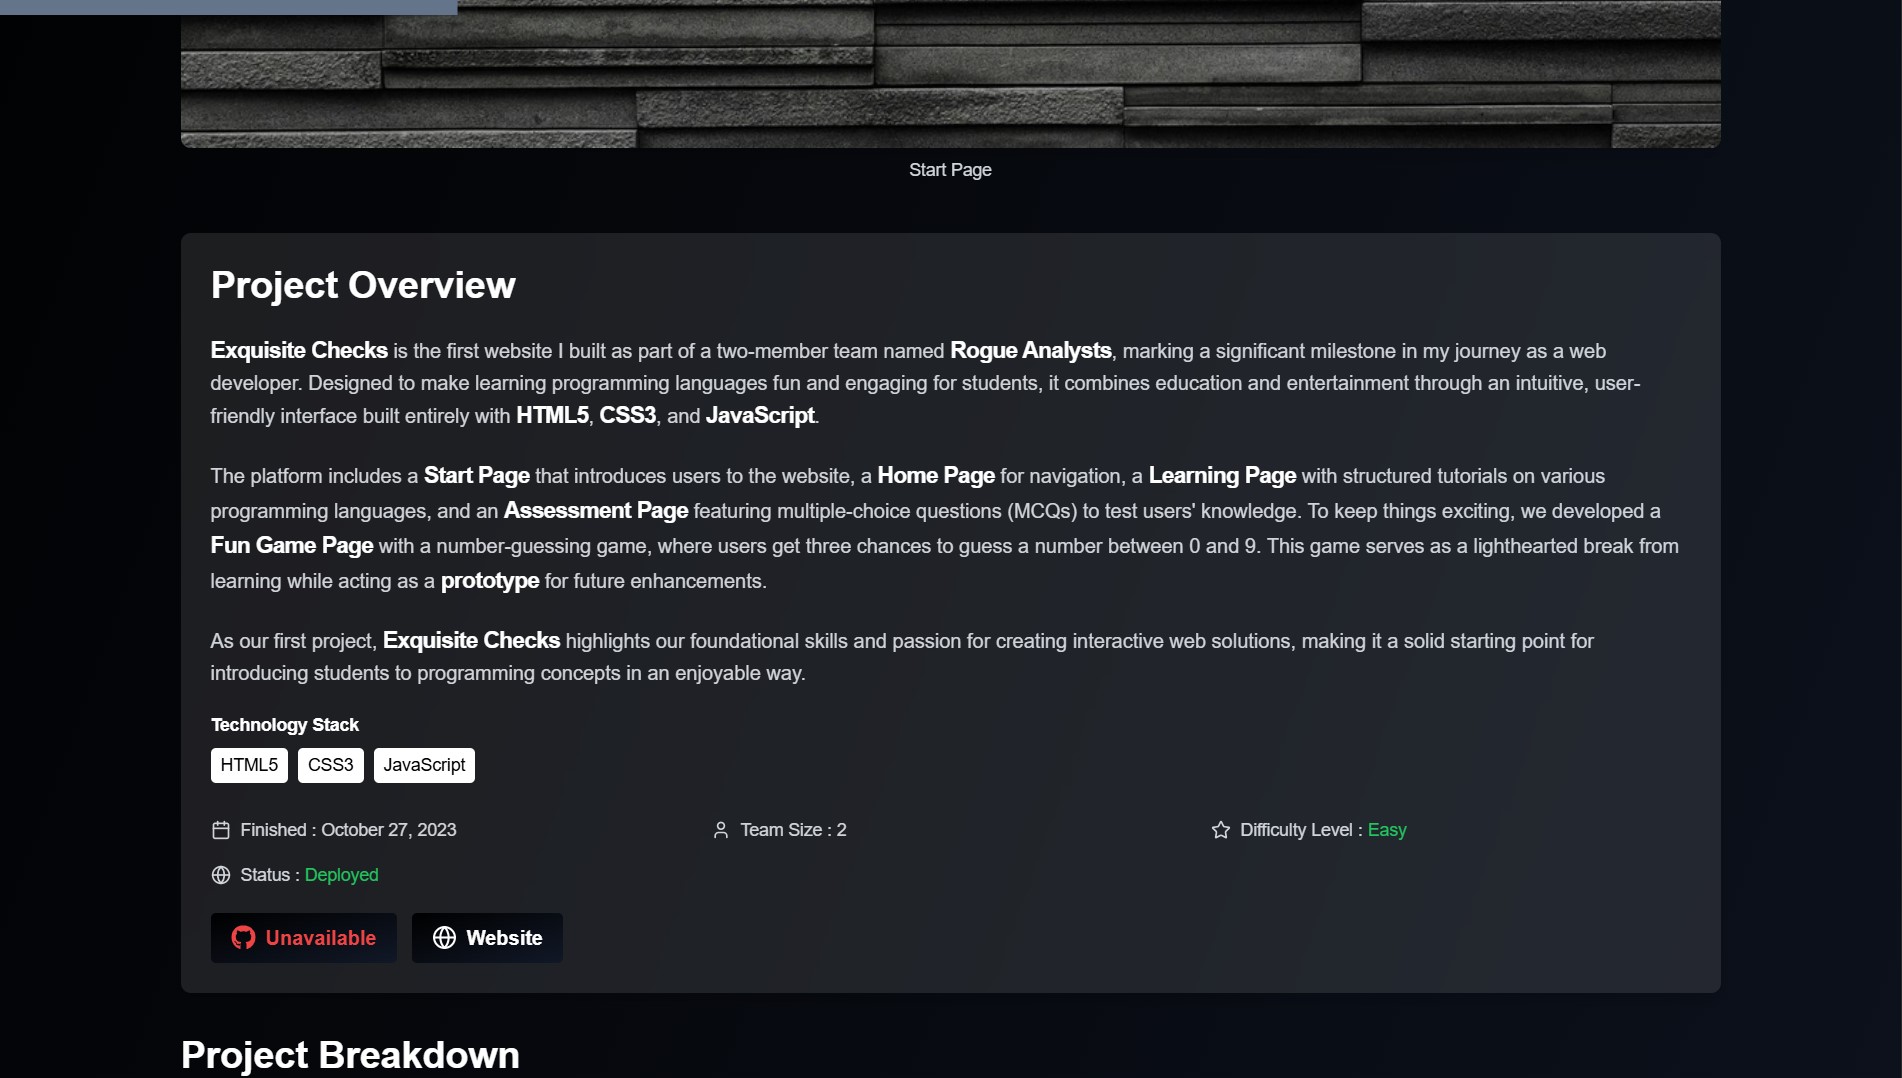 Start Page
Project Overview
Exquisite Checks is the first website I built as part of a two-member team named Rogue Analysts, marking a significant milestone in my journey as a web
developer. Designed to make learning programming languages fun and engaging for students, it combines education and entertainment through an intuitive, user-
friendly interface built entirely with HTML5, CSS3, and JavaScript.
The platform includes a Start Page that introduces users to the website, a Home Page for navigation, a Learning Page with structured tutorials on various
programming languages, and an Assessment Page featuring multiple-choice questions (MCQs) to test users' knowledge. To keep things exciting, we developed a
Fun Game Page with a number-guessing game, where users get three chances to guess a number between 0 and 9. This game serves as a lighthearted break from
learning while acting as a prototype for future enhancements.
As our first project, Exquisite Checks highlights our foundational skills and passion for creating interactive web solutions, making it a solid starting point for
introducing students to programming concepts in an enjoyable way.
Technology Stack
HTML5 CSS3 JavaScript
Finished : October 27, 2023 Team Size : 2 Difficulty Level : Easy
Status : Deployed
Unavailable Website
Project Breakdown